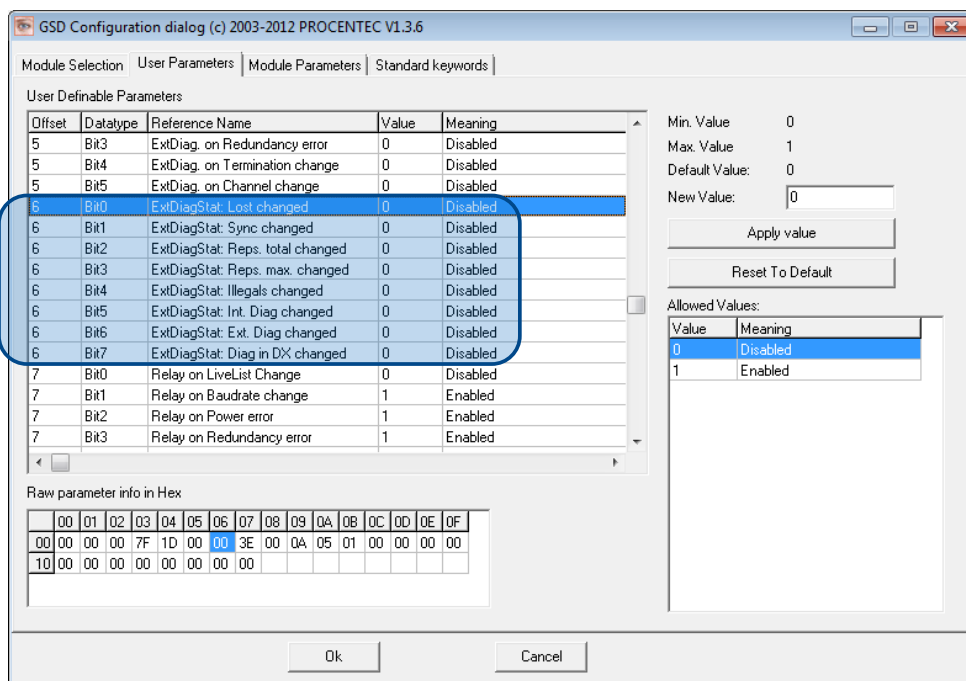 GSD Configuration dialog (c) 2003-2012 PROCENTEC V1.3.6
Module Selection User Parameters Module Parameters Standard keywords
User Definable Parameters
Offset Datatype Reference Name Value Meaning
5 Bit3 ExtDiag. on Redundancy error 0 Disabled
5 Bit4 ExtDiag. on Termination change 0 Disabled
5 Bit5 ExtDiag. on Channel change 0 Disabled
6 Bit0 ExtDiagStat: Lost changed 0 Disabled
6 Bit1 ExtDiagStat: Sync changed 0 Disabled
6 Bit2 ExtDiagStat: Reps. total changed 0 Disabled
6 Bit3 ExtDiagStat: Reps. max. changed 0 Disabled
6 Bit4 ExtDiagStat: Illegals changed 0 Disabled
6 Bit5 ExtDiagStat: Int. Diag changed 0 Disabled
6 Bit6 ExtDiagStat: Ext. Diag changed 0 Disabled
6 Bit7 ExtDiagStat: Diag in DX changed 0 Disabled
7 Bit0 Relay on LiveList Change 0 Disabled
7 Bit1 Relay on Baudrate change 1 Enabled
7 Bit2 Relay on Power error 1 Enabled
7 Bit3 Relay on Redundancy error 1 Enabled
Min. Value 0
Max. Value 1
Default Value: 0
New Value: 0
Apply value
Reset To Default
Allowed Values:
Value Meaning
0 Disabled
1 Enabled
Raw parameter info in Hex
00 01 02 03 04 05 06 07 08 09 0A 0B 0C 0D 0E 0F
00 00 00 00 7F 1D 00 00 3E 00 0A 05 01 00 00 00 00
10 00 00 00 00 00 00 00 00
Ok Cancel